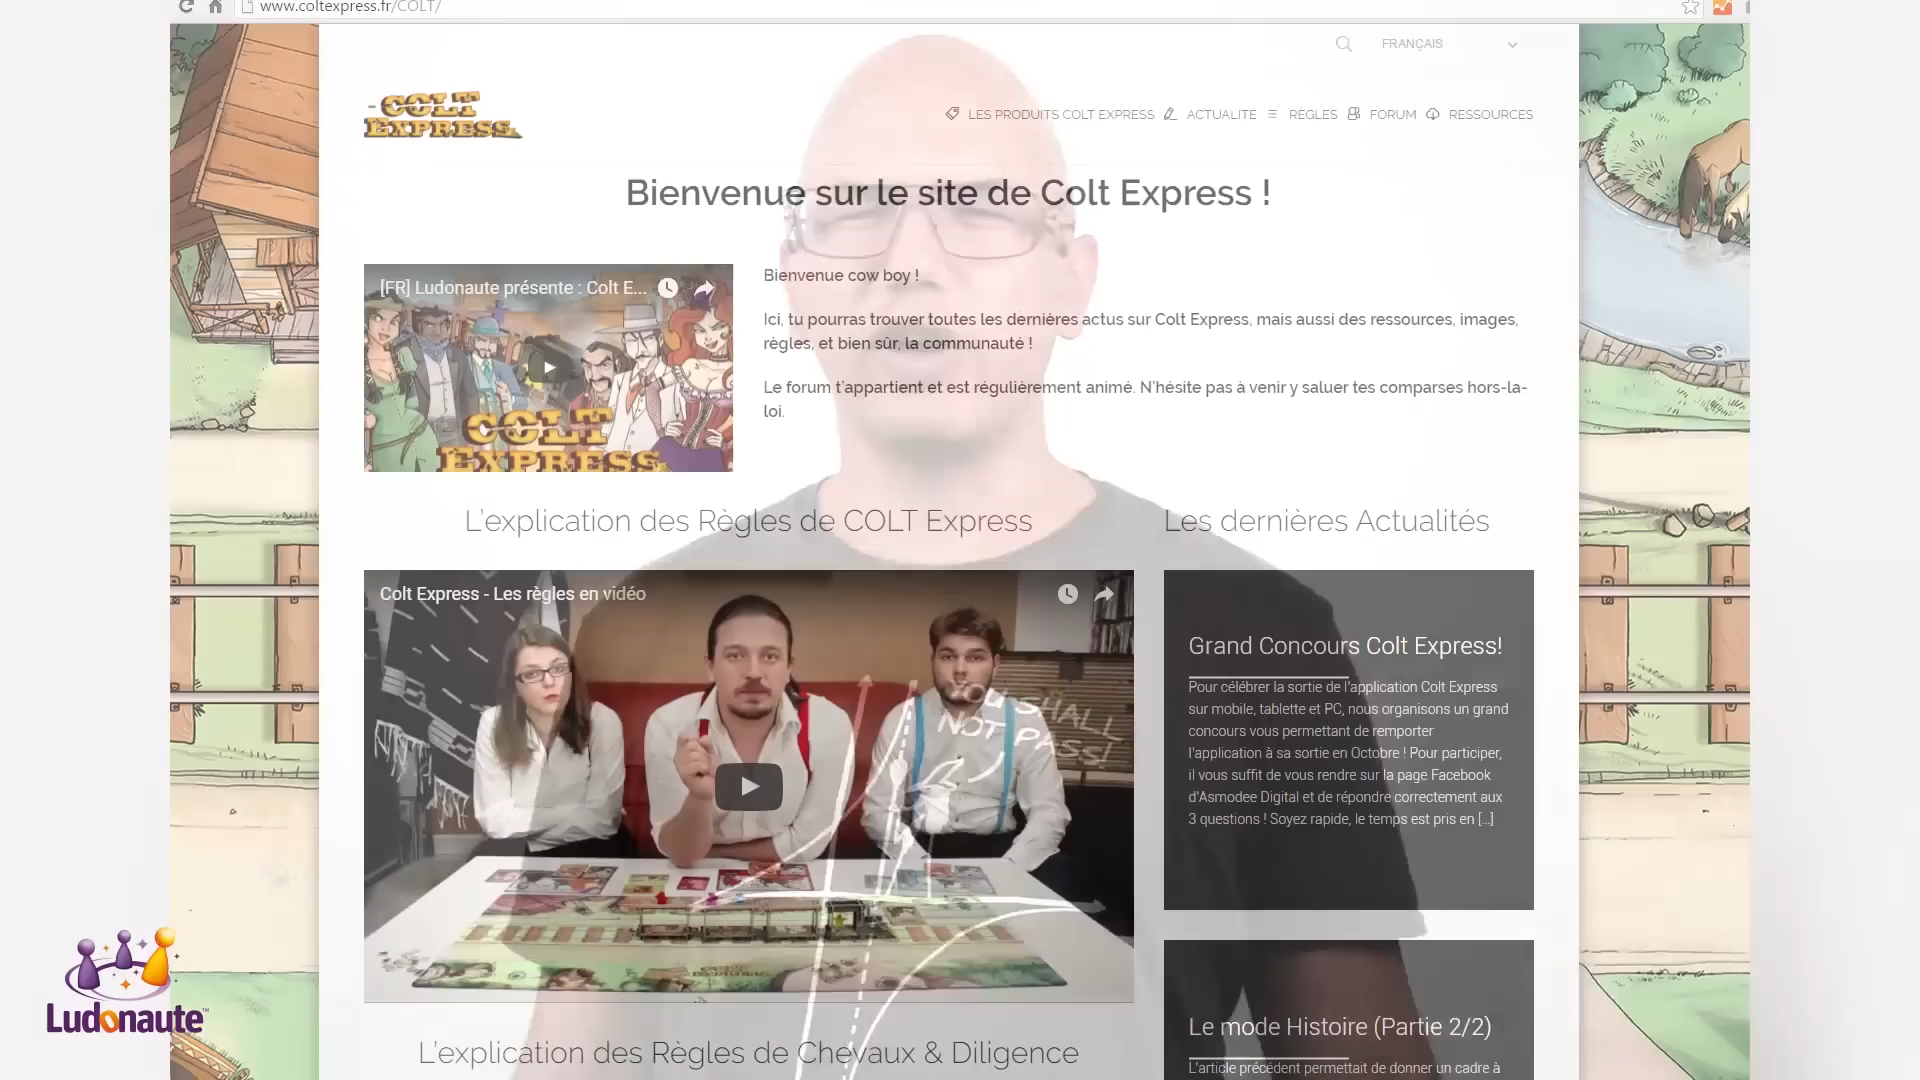 www.coltexpress.fr/COLT/
FRANÇAIS
COLT
EXPRESS
LES PRODUITS COLT EXPRESS ACTUALITÉ RÈGLES FORUM RESSOURCES
Bienvenue sur le site de Colt Express !
[FR] Ludonaute présente : Colt E...
COLT
EXPRESS
Bienvenue cow boy !
Ici, tu pourras trouver toutes les dernières actus sur Colt Express, mais aussi des ressources, images,
règles, et bien sûr, la communauté !
Le forum t’appartient et est régulièrement animé. N’hésite pas à venir y saluer tes comparses hors-la-
loi.
L’explication des Règles de COLT Express
Les dernières Actualités
Colt Express - Les règles en vidéo
YOU SHALL
NOT PASS!
Grand Concours Colt Express!
Pour célébrer la sortie de l’application Colt Express
sur mobile, tablette et PC, nous organisons un grand
concours vous permettant de remporter
l’application à sa sortie en Octobre ! Pour participer,
il vous suffit de vous rendre sur la page Facebook
d’Asmodee Digital et de répondre correctement aux
3 questions ! Soyez rapide, le temps est pris en [...]
Ludonaute™
L’explication des Règles de Chevaux & Diligence
Le mode Histoire (Partie 2/2)
L’article précédent permettait de donner un cadre à